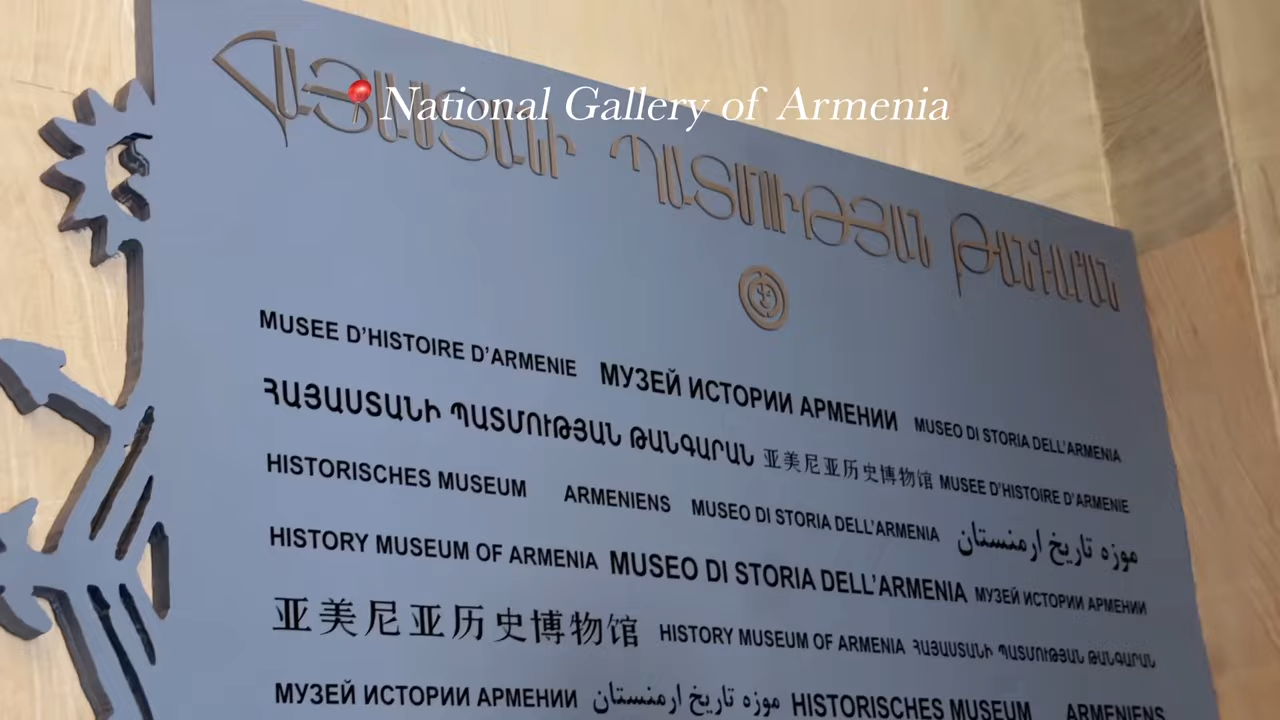 📍National Gallery of Armenia
ՀԱՅԱՍՏԱՆԻ ՊԱՏՄՈՒԹՅԱՆ ԹԱՆԳԱՐԱՆ
MUSEE D'HISTOIRE D'ARMENIE МУЗЕЙ ИСТОРИИ АРМЕНИИ MUSEO DI STORIA DELL'ARMENIA
ՀԱՅԱՍՏԱՆԻ ՊԱՏՄՈՒԹՅԱՆ ԹԱՆԳԱՐԱՆ 亚美尼亚历史博物馆 MUSEE D'HISTOIRE D'ARMENIE
HISTORISCHES MUSEUM ARMENIENS MUSEO DI STORIA DELL'ARMENIA موزه تاریخ ارمنستان
HISTORY MUSEUM OF ARMENIA MUSEO DI STORIA DELL'ARMENIA МУЗЕЙ ИСТОРИИ АРМЕНИИ
亚美尼亚历史博物馆 HISTORY MUSEUM OF ARMENIA ՀԱՅԱՍՏԱՆԻ ՊԱՏՄՈՒԹՅԱՆ ԹԱՆԳԱՐԱՆ
МУЗЕЙ ИСТОРИИ АРМЕНИИ موزه تاریخ ارمنستان HISTORISCHES MUSEUM ARMENIENS